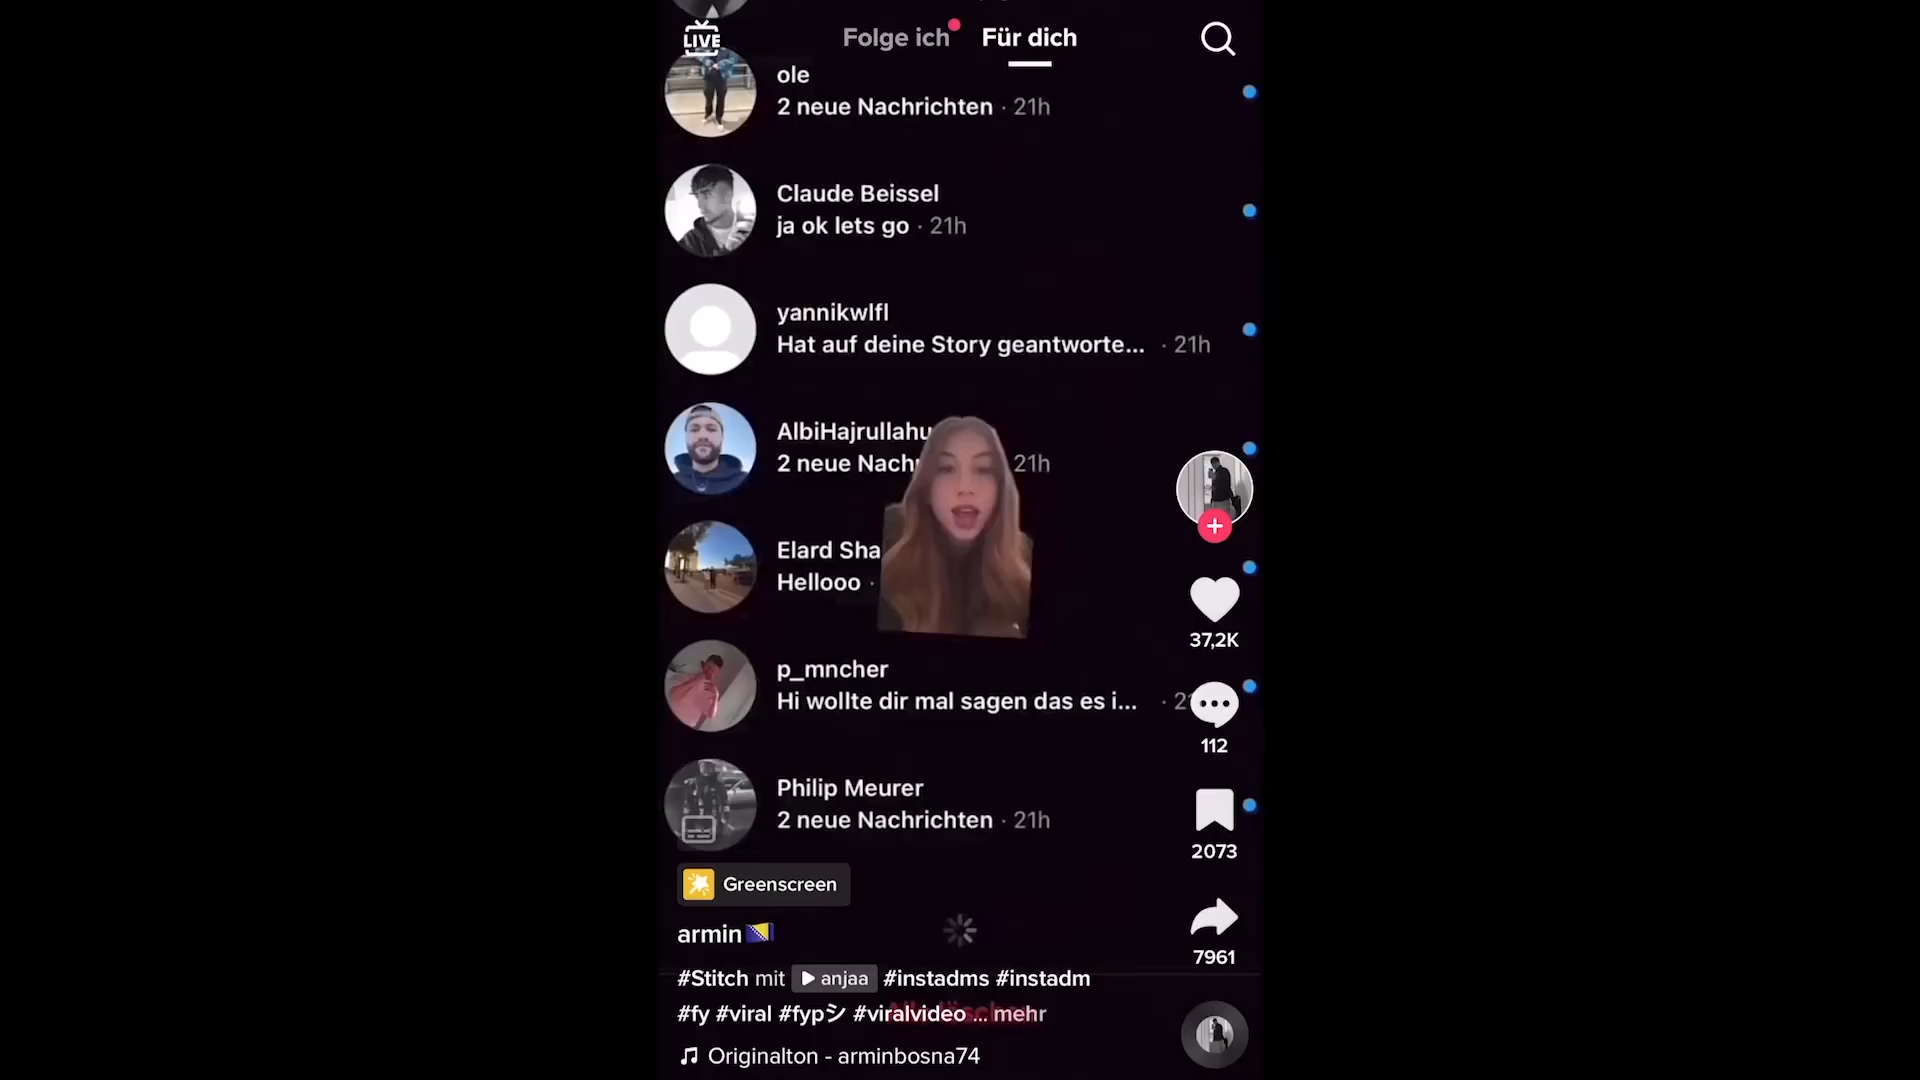 LIVE
Folge ich
Für dich
ole
2 neue Nachrichten · 21h
Claude Beissel
ja ok lets go · 21h
yannikwlfl
Hat auf deine Story geantworte... · 21h
AlbiHajrullahu
2 neue 21h
Elard
Hellooo ·
p_mncher
Hi wollte dir mal sagen das es i...
37,2K
112
Philip Meurer
2 neue Nachrichten · 21h
2073
Greenscreen
armin
7961
#Stitch mit anjaa #instadms #instadm
#fy #viral #fypシ #viralvideo ... mehr
Originalton - arminbosna74